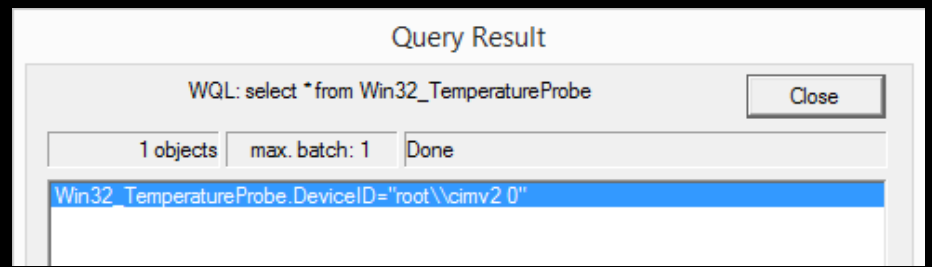 Query Result
WQL: select * from Win32_TemperatureProbe
Close
1 objects
max. batch: 1
Done
Win32_TemperatureProbe.DeviceID="root\\cimv2 0"